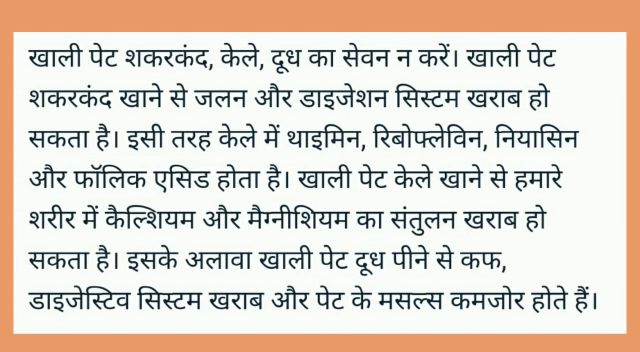 खाली पेट शकरकंद, केले, दूध का सेवन न करें। खाली पेट
शकरकंद खाने से जलन और डाइजेशन सिस्टम खराब हो
सकता है। इसी तरह केले में थाइमिन, रिबोफ्लेविन, नियासिन
और फॉलिक एसिड होता है। खाली पेट केले खाने से हमारे
शरीर में कैल्शियम और मैग्नीशियम का संतुलन खराब हो
सकता है। इसके अलावा खाली पेट दूध पीने से कफ,
डाइजेस्टिव सिस्टम खराब और पेट के मसल्स कमजोर होते हैं।